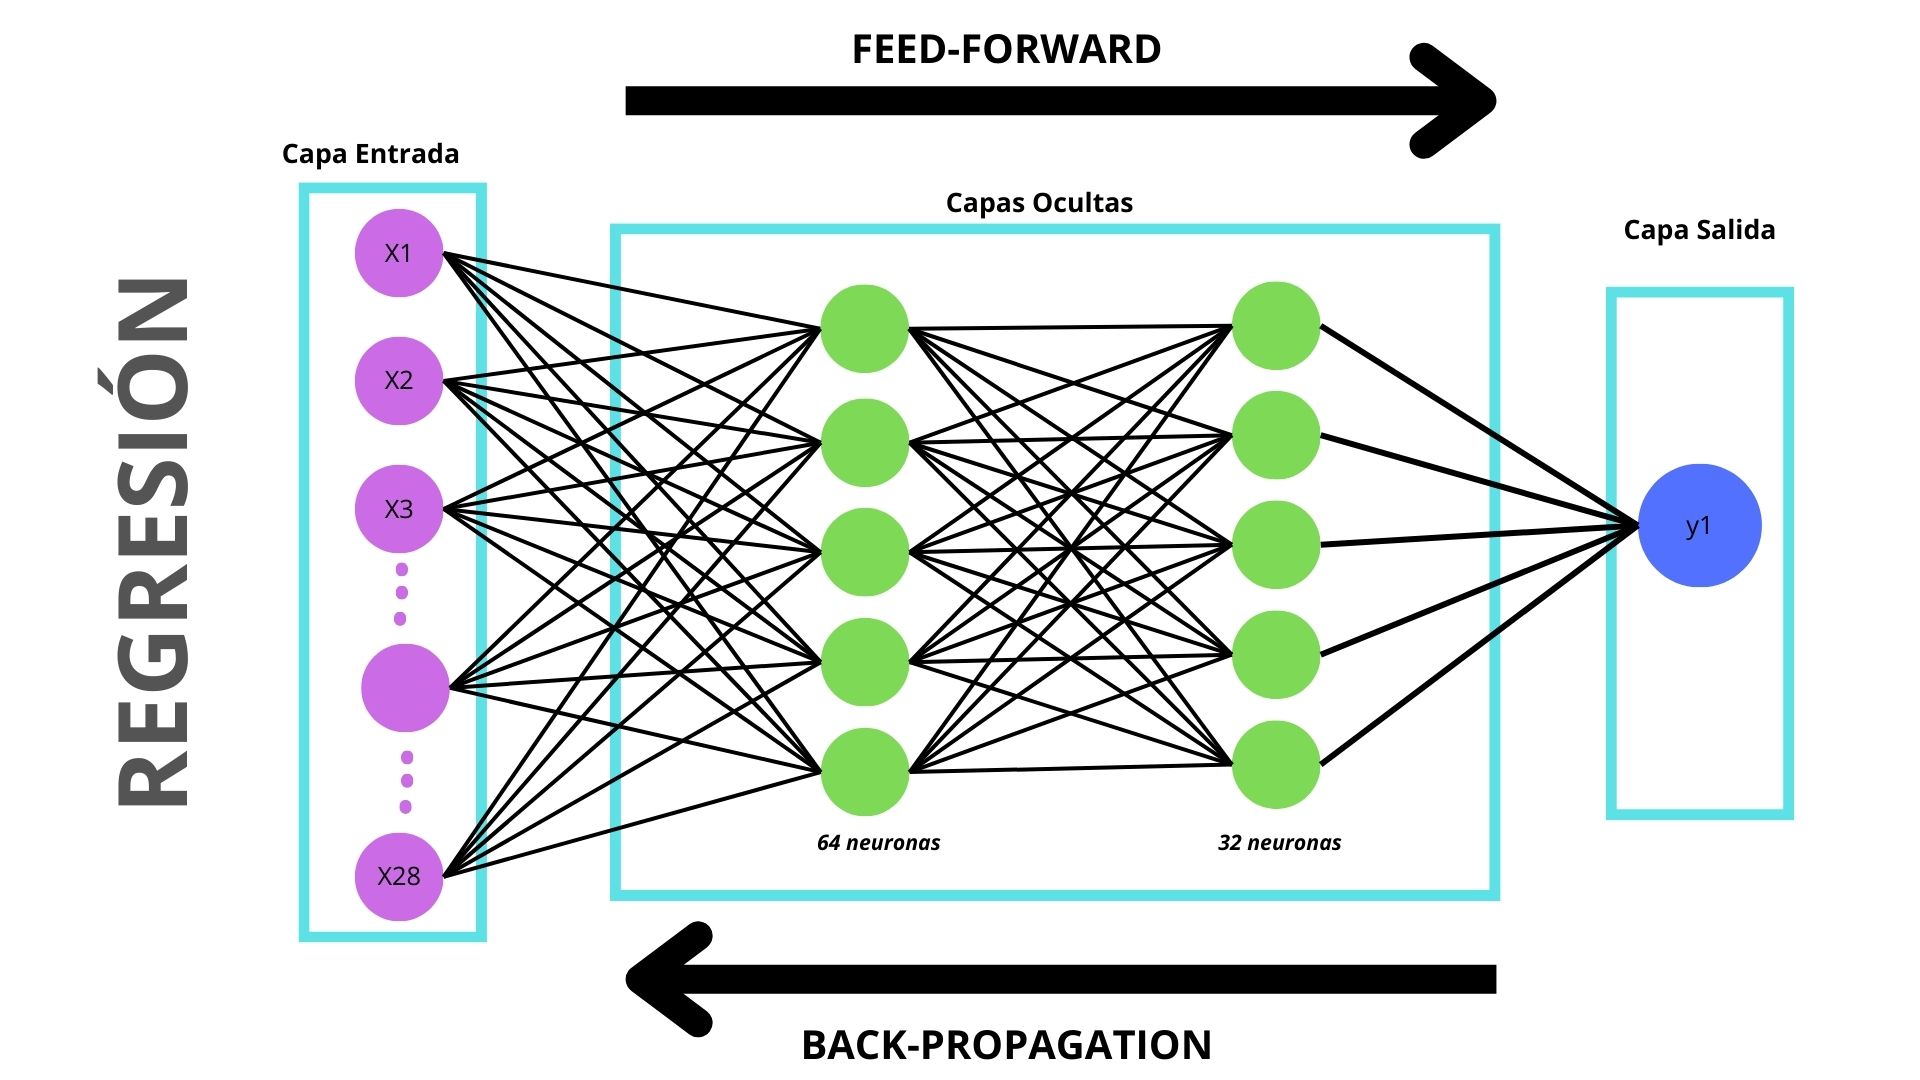 FEED-FORWARD
Capa Entrada
Capas Ocultas
Capa Salida
REGRESIÓN
X1
X2
X3
X28
y1
64 neuronas
32 neuronas
BACK-PROPAGATION